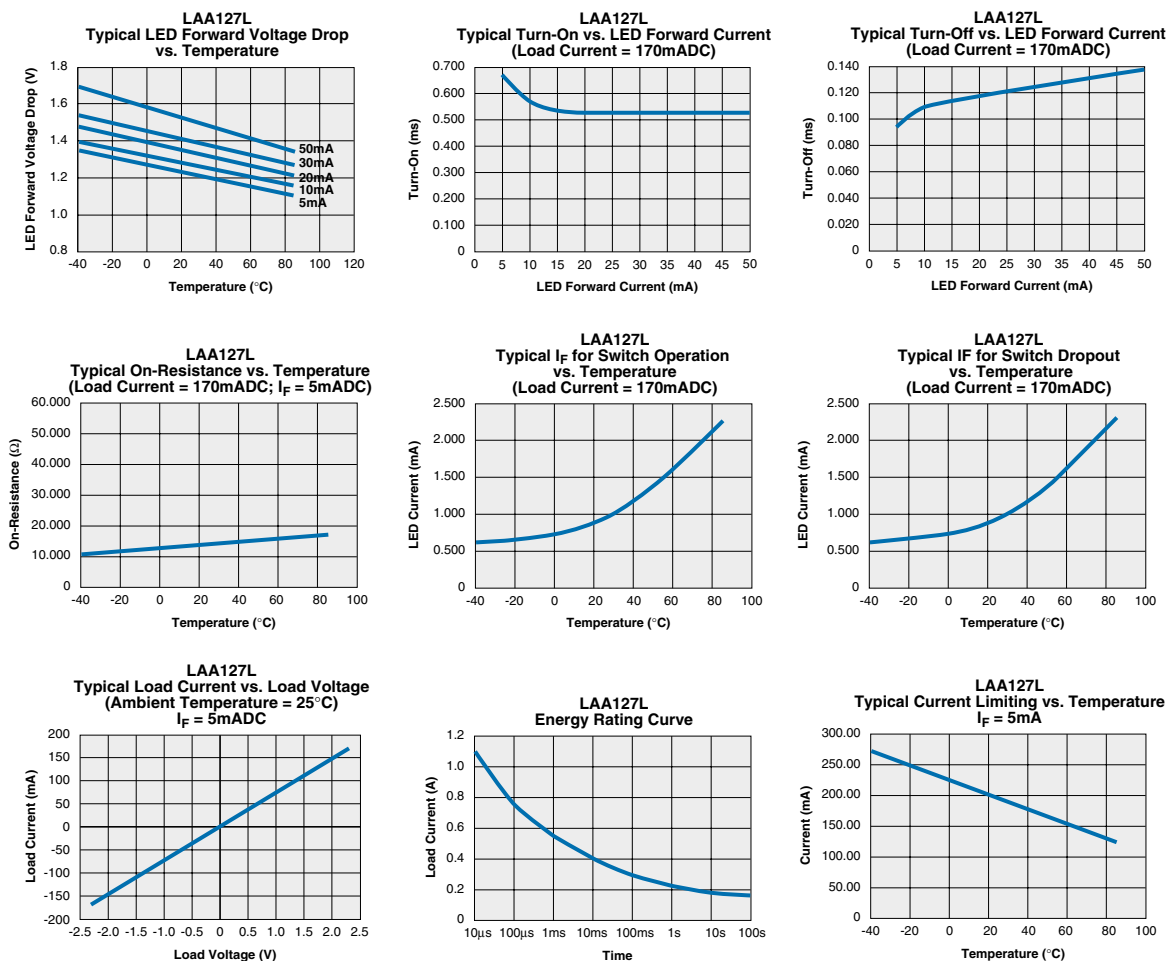 LAA127L
Typical LED Forward Voltage Drop
vs. Temperature
LED Forward Voltage Drop (V)
1.8
1.6
1.4
1.2
1.0
0.8
50mA
30mA
20mA
10mA
5mA
-40 -20 0 20 40 60 80 100 120
Temperature (°C)
LAA127L
Typical Turn-On vs. LED Forward Current
(Load Current = 170mADC)
Turn-On (ms)
0.700
0.600
0.500
0.400
0.300
0.200
0.100
0
0 5 10 15 20 25 30 35 40 45 50
LED Forward Current (mA)
LAA127L
Typical Turn-Off vs. LED Forward Current
(Load Current = 170mADC)
Turn-Off (ms)
0.140
0.120
0.100
0.080
0.060
0.040
0.020
0
0 5 10 15 20 25 30 35 40 45 50
LED Forward Current (mA)
LAA127L
Typical On-Resistance vs. Temperature
(Load Current = 170mADC; IF = 5mADC)
On-Resistance (Ω)
60.000
50.000
40.000
30.000
20.000
10.000
0
-40 -20 0 20 40 60 80 100
Temperature (°C)
LAA127L
Typical IF for Switch Operation
vs. Temperature
(Load Current = 170mADC)
LED Current (mA)
2.500
2.000
1.500
1.000
0.500
0
-40 -20 0 20 40 60 80 100
Temperature (°C)
LAA127L
Typical IF for Switch Dropout
vs. Temperature
(Load Current = 170mADC)
LED Current (mA)
2.500
2.000
1.500
1.000
0.500
0
-40 -20 0 20 40 60 80 100
Temperature (°C)
LAA127L
Typical Load Current vs. Load Voltage
(Ambient Temperature = 25°C)
IF = 5mADC
Load Current (mA)
200
150
100
50
0
-50
-100
-150
-200
-2.5 -2.0 -1.5 -1.0 -0.5 0 0.5 1.0 1.5 2.0 2.5
Load Voltage (V)
LAA127L
Energy Rating Curve
Load Current (A)
1.2
1.0
0.8
0.6
0.4
0.2
0
10μs 100μs 1ms 10ms 100ms 1s 10s 100s
Time
LAA127L
Typical Current Limiting vs. Temperature
IF = 5mA
Current (mA)
300.00
250.00
200.00
150.00
100.00
50.00
0
-40 -20 0 20 40 60 80 100
Temperature (°C)